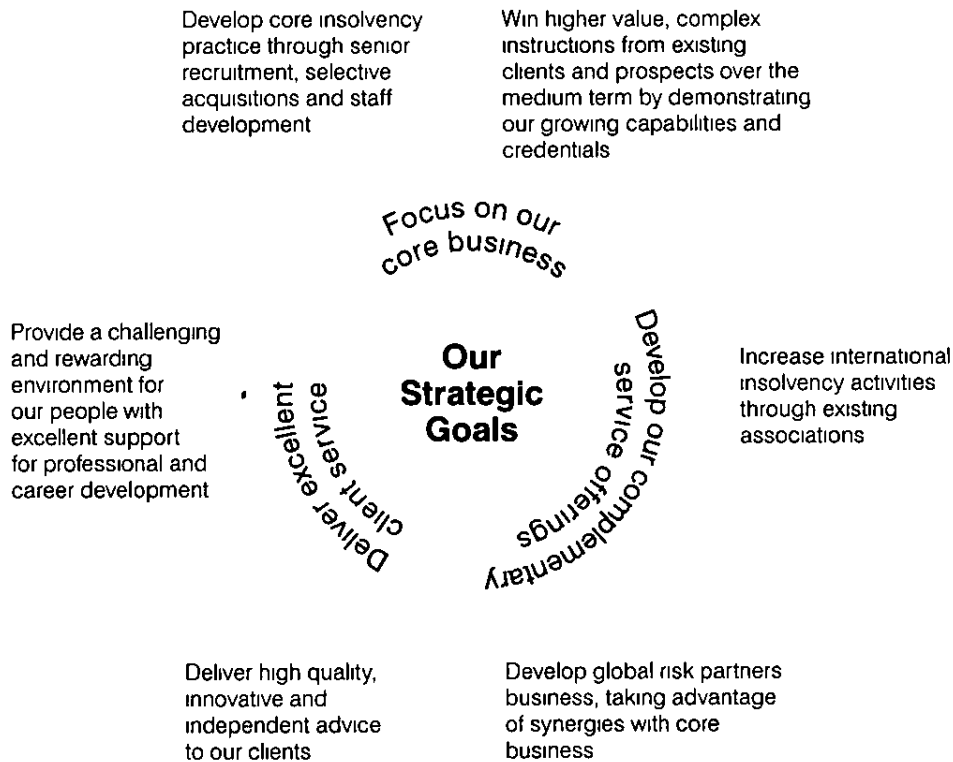 Develop core insolvency
practice through senior
recruitment, selective
acquisitions and staff
development
Win higher value, complex
instructions from existing
clients and prospects over the
medium term by demonstrating
our growing capabilities and
credentials
Focus on our
core business
Provide a challenging
and rewarding
environment for
our people with
excellent support
for professional and
career development
Deliver excellent
client service
Our
Strategic
Goals
Develop our complementary
service offerings
Increase international
insolvency activities
through existing
associations
Deliver high quality,
innovative and
independent advice
to our clients
Develop global risk partners
business, taking advantage
of synergies with core
business